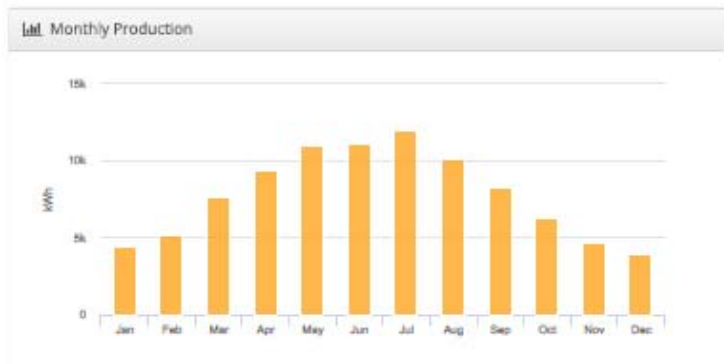 Monthly Production
15k
10k
kWh
5k
0
Jan Feb Mar Apr May Jun Jul Aug Sep Oct Nov Dec